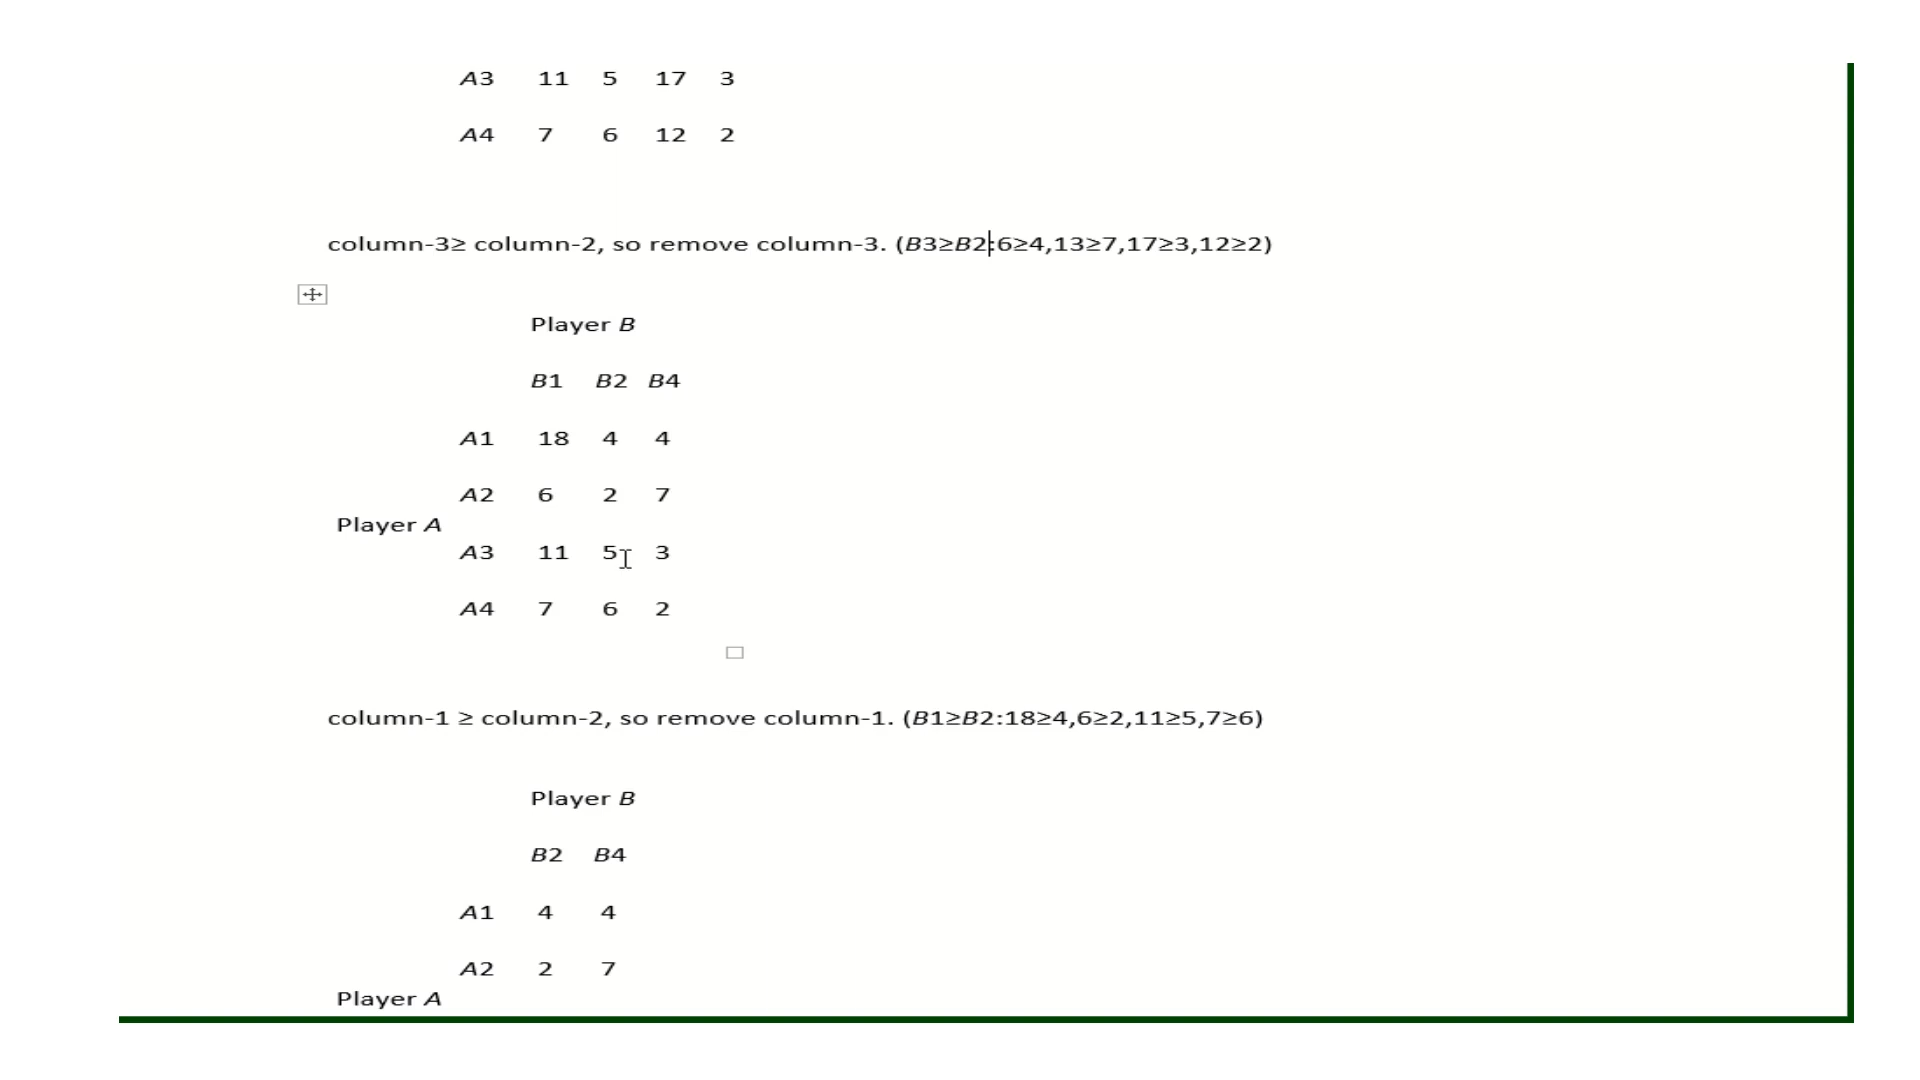 A3 11 5 17 3
A4 7 6 12 2
column-3≥ column-2, so remove column-3. (B3≥B2:6≥4,13≥7,17≥3,12≥2)
Player B
B1 B2 B4
A1 18 4 4
A2 6 2 7
Player A
A3 11 5 3
A4 7 6 2
column-1 ≥ column-2, so remove column-1. (B1≥B2:18≥4,6≥2,11≥5,7≥6)
Player B
B2 B4
A1 4 4
A2 2 7
Player A